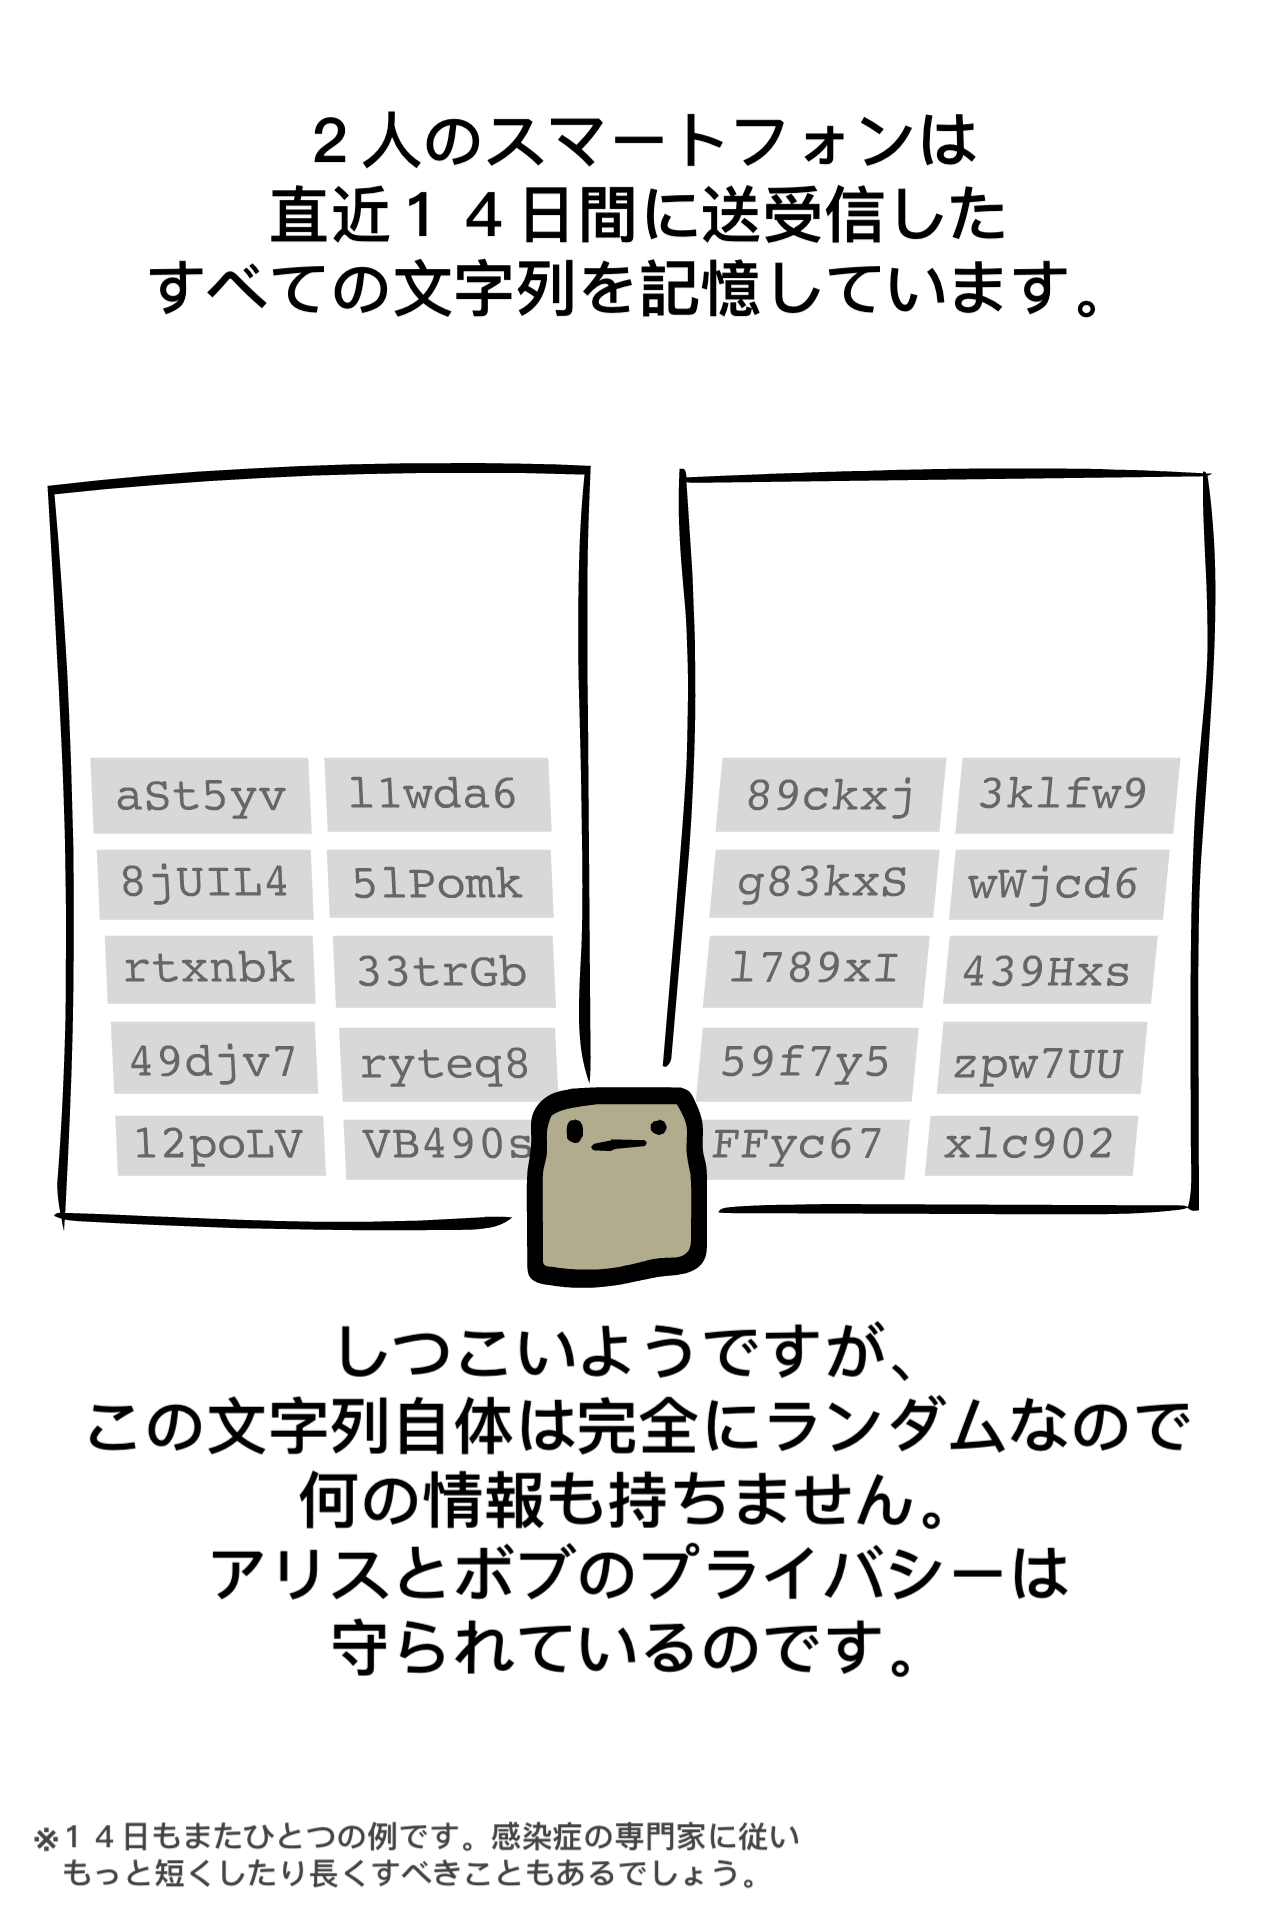 ２人のスマートフォンは
直近１４日間に送受信した
すべての文字列を記憶しています。
aSt5yv l1wda6
8jUIL4 5lPomk
rtxnbk 33trGb
49djv7 ryteq8
12poLV VB490s
89ckxj 3klfw9
g83kxS wWjcd6
l789xI 439Hxs
59f7y5 zpw7UU
FFyc67 xlc902
しつこいようですが、
この文字列自体は完全にランダムなので
何の情報も持ちません。
アリスとボブのプライバシーは
守られているのです。
※１４日もまたひとつの例です。感染症の専門家に従い
もっと短くしたり長くすべきこともあるでしょう。